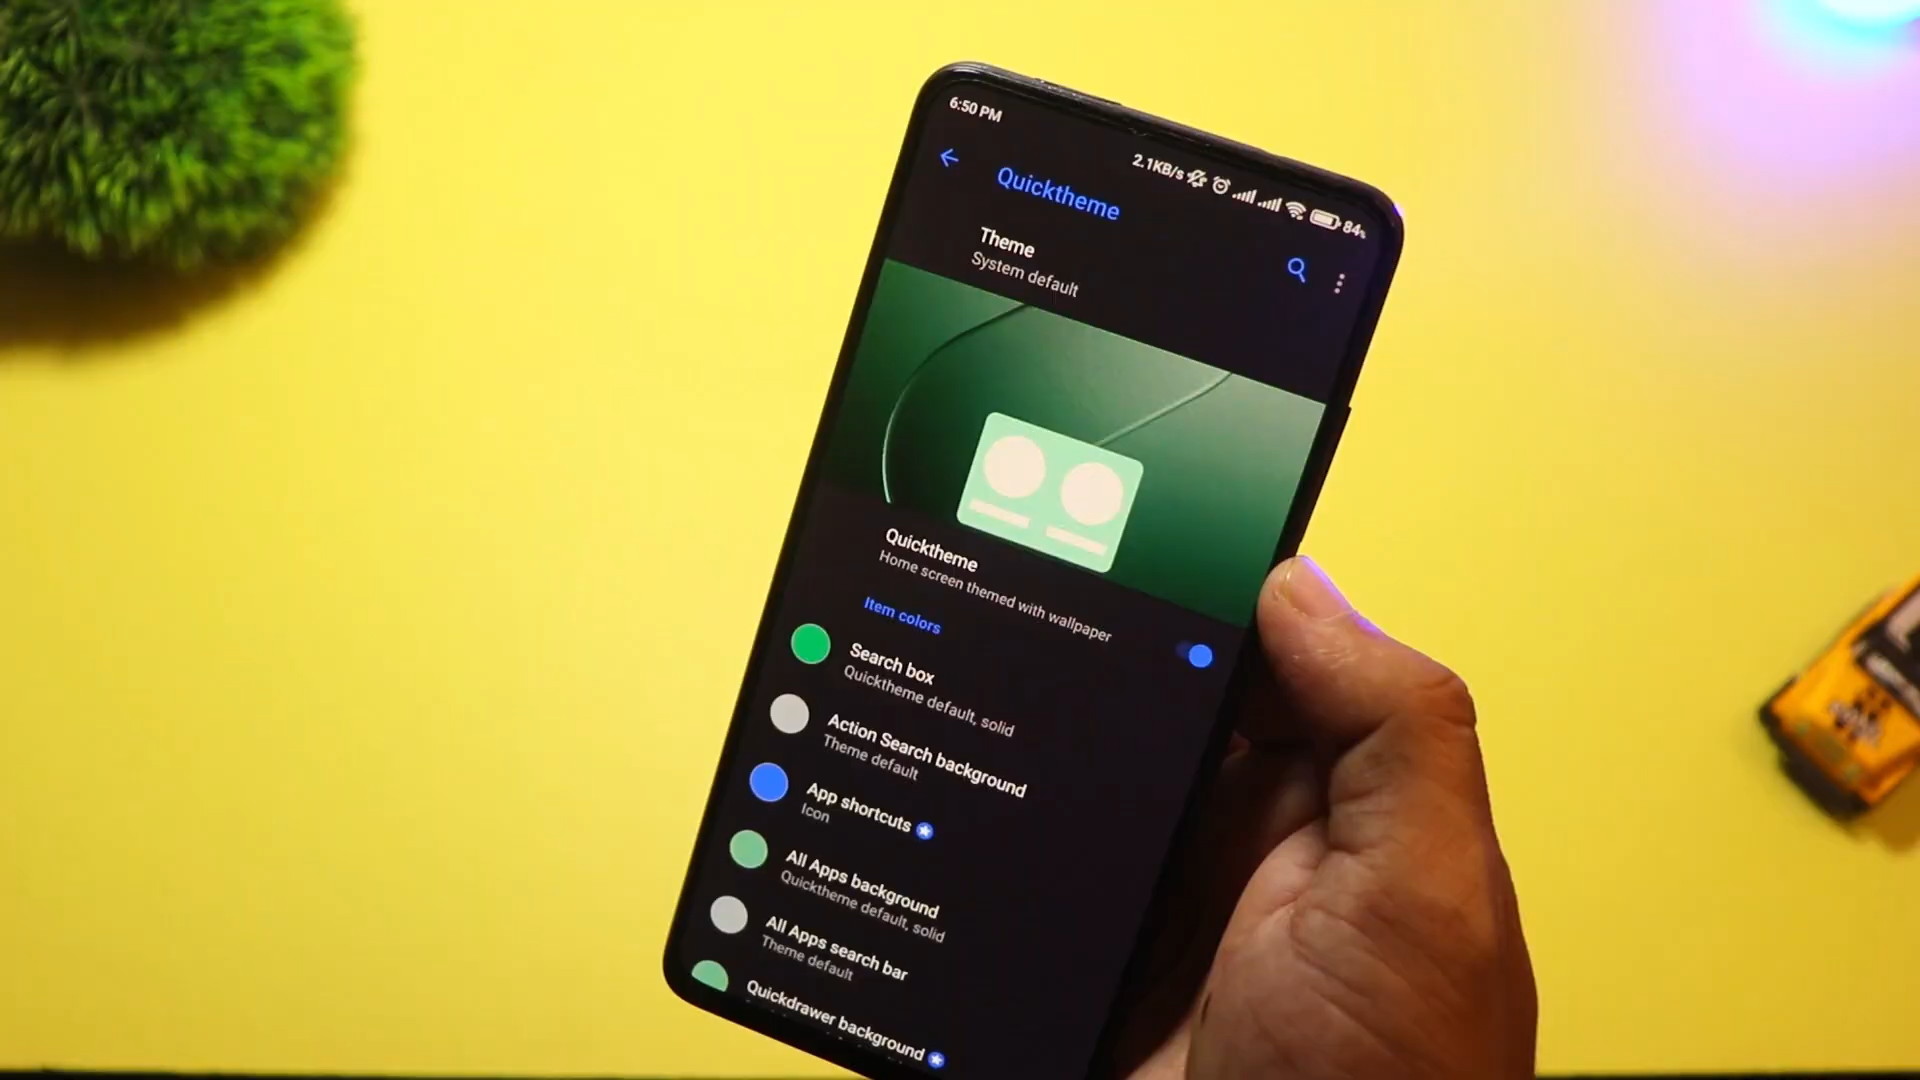 6:50 PM
2.1KB/s
84%
Quicktheme
Theme
System default
Quicktheme
Home screen themed with wallpaper
Item colors
Search box
Quicktheme default, solid
Action Search background
Theme default
App shortcuts
Icon
All Apps background
Quicktheme default, solid
All Apps search bar
Theme default
Quickdrawer background